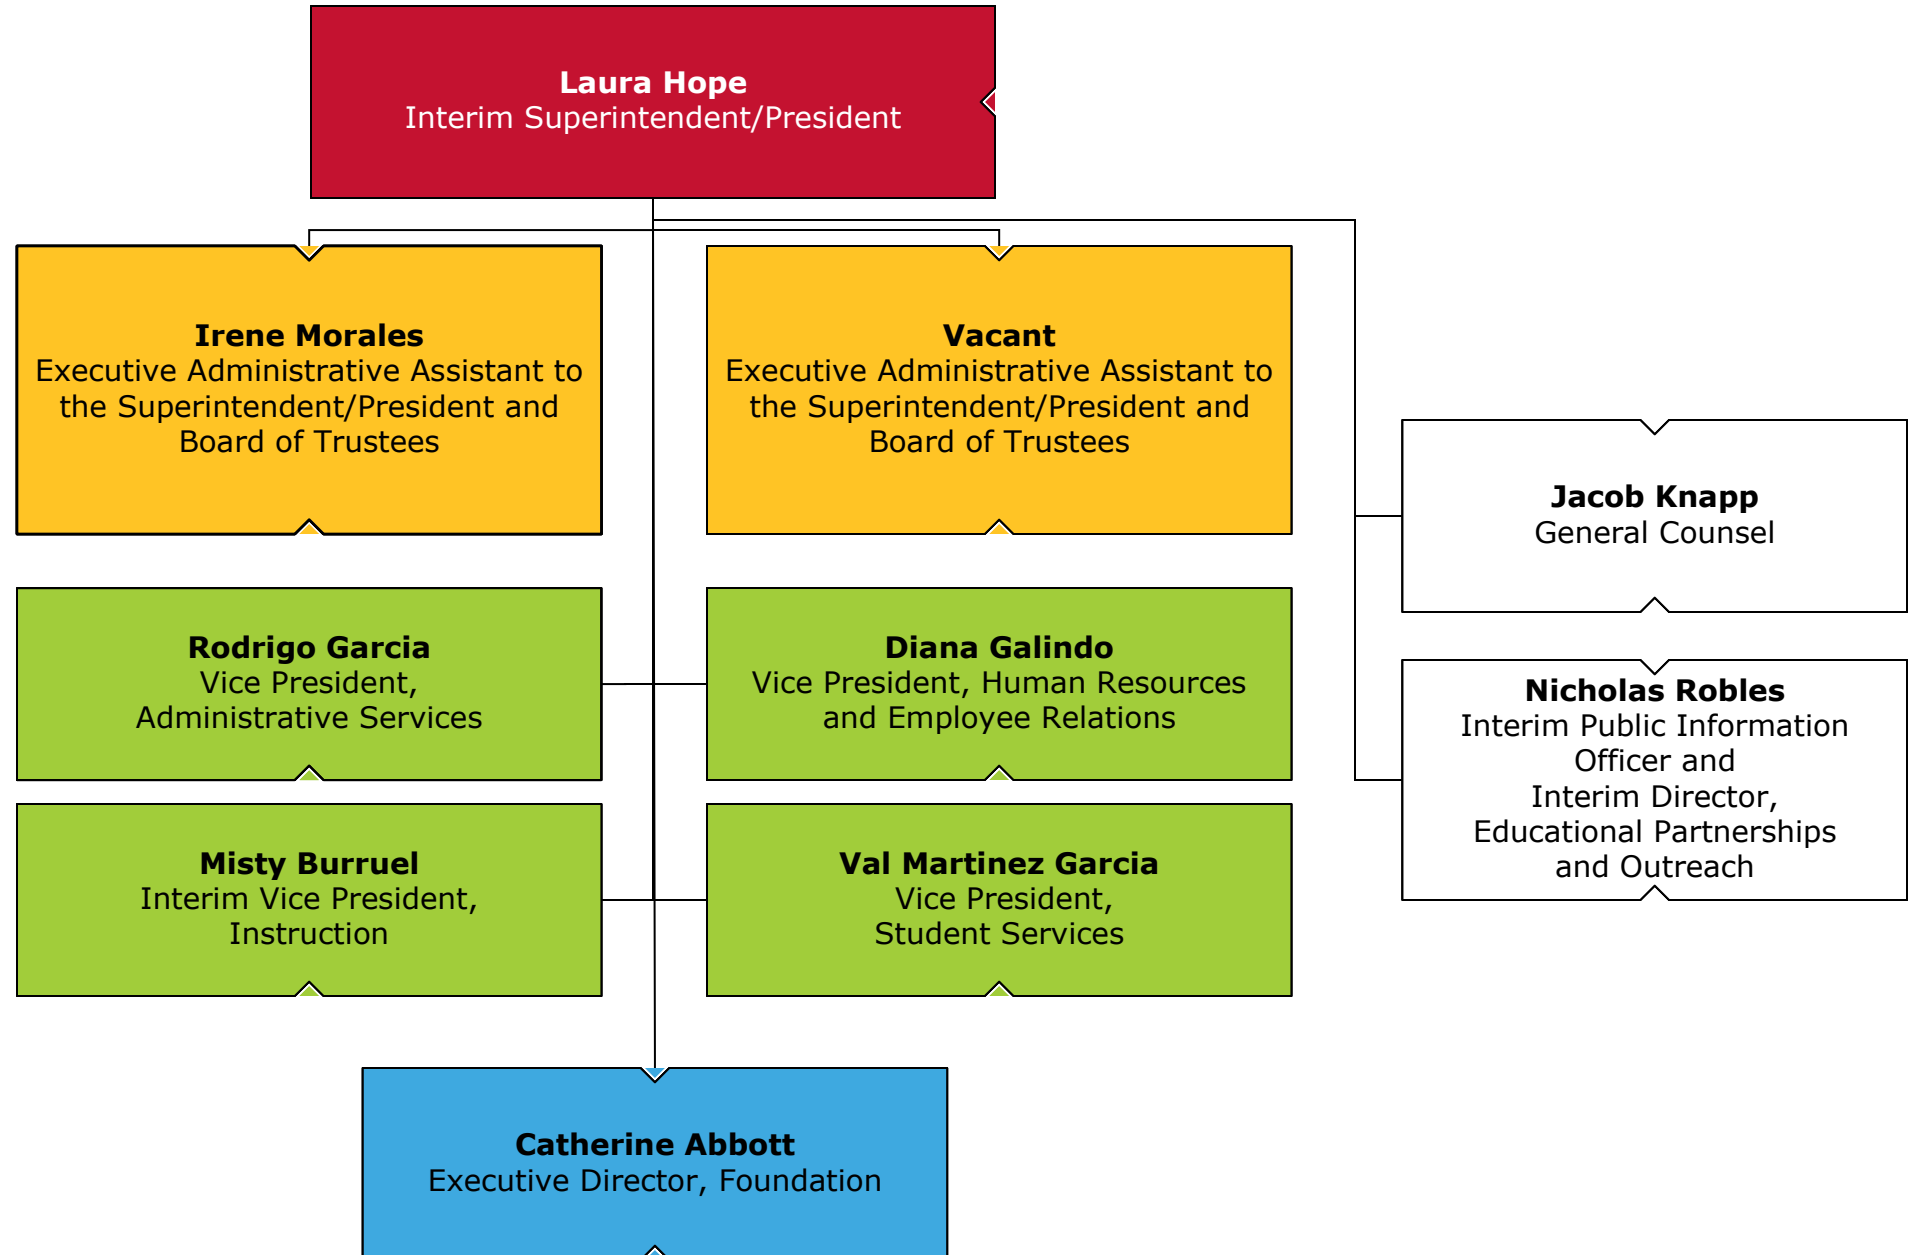 Laura Hope
Interim Superintendent/President
Irene Morales
Executive Administrative Assistant to
the Superintendent/President and
Board of Trustees
Vacant
Executive Administrative Assistant to
the Superintendent/President and
Board of Trustees
Jacob Knapp
General Counsel
Rodrigo Garcia
Vice President,
Administrative Services
Diana Galindo
Vice President, Human Resources
and Employee Relations
Nicholas Robles
Interim Public Information
Officer and
Interim Director,
Educational Partnerships
and Outreach
Misty Burruel
Interim Vice President,
Instruction
Val Martinez Garcia
Vice President,
Student Services
Catherine Abbott
Executive Director, Foundation